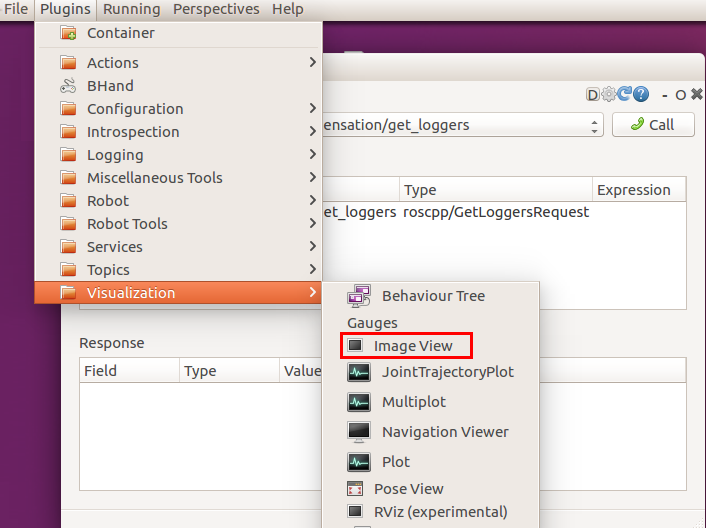 File Plugins Running Perspectives Help
Container
Actions
BHand
Configuration
Introspection
Logging
Miscellaneous Tools
Robot
Robot Tools
Services
Topics
Visualization
D - O
ensation/get_loggers Call
Type Expression
et_loggers roscpp/GetLoggersRequest
Behaviour Tree
Gauges
Image View
JointTrajectoryPlot
Multiplot
Navigation Viewer
Plot
Pose View
RViz (experimental)
Response
Field Type Value